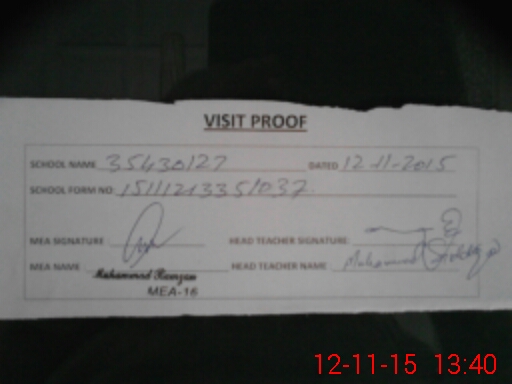 VISIT PROOF
SCHOOL NAME 35430127 DATED 12-11-2015
SCHOOL FORM NO:
MEA SIGNATURE HEAD TEACHER SIGNATURE
MEA NAME Muhammad Ramzan HEAD TEACHER NAME Muhammad
MEA-16
12-11-15 13:40